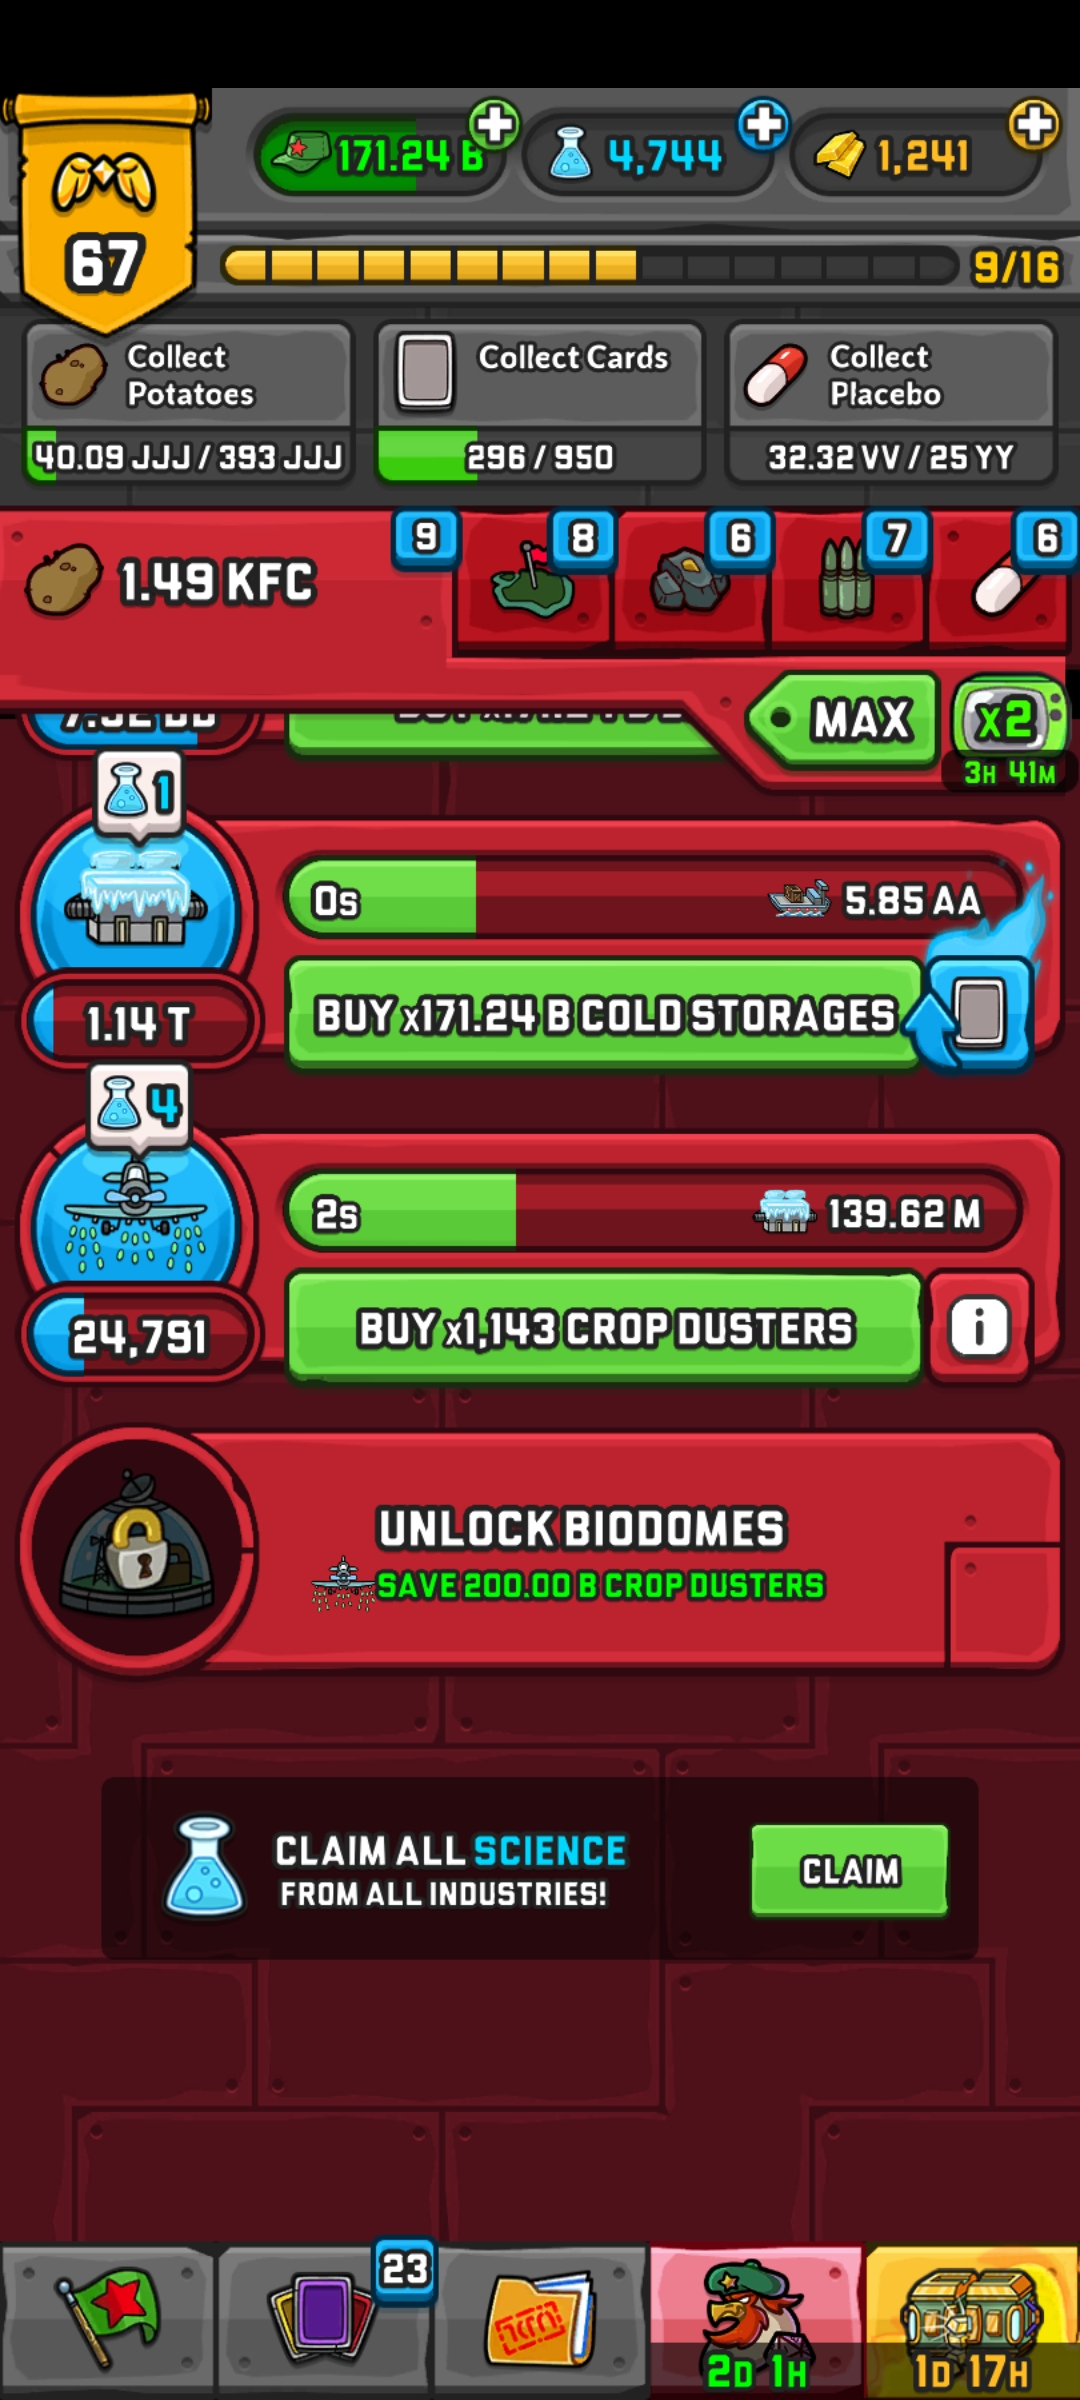 171.24 B
4,744
1,241
67
9/16
Collect
Potatoes
40.09 JJJ / 393 JJJ
Collect Cards
296 / 950
Collect
Placebo
32.32 VV / 25 YY
1.49 KFC
9
8
6
7
6
MAX
x2
3H 41M
1
0s
5.85 AA
1.14 T
BUY x171.24 B COLD STORAGES
4
2s
139.62 M
24,791
BUY x1,143 CROP DUSTERS
i
UNLOCK BIODOMES
SAVE 200.00 B CROP DUSTERS
CLAIM ALL SCIENCE
FROM ALL INDUSTRIES!
CLAIM
23
2D 1H
1D 17H